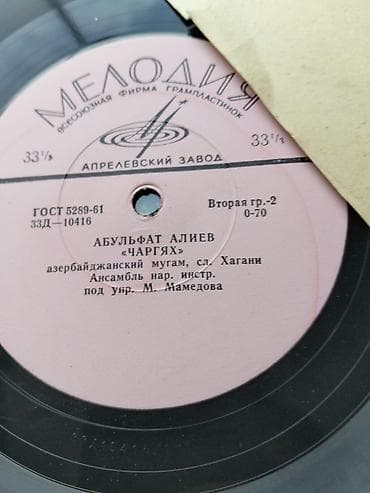 МЕЛОДИЯ
ВСЕСОЮЗНАЯ ФИРМА ГРАМПЛАСТИНОК
33⅓ 33⅓
АПРЕЛЕВСКИЙ ЗАВОД
ГОСТ 5289-61 Вторая гр.-2
33Д—10416 0-70
АБУЛЬФАТ АЛИЕВ
«ЧАРГЯХ»
азербайджанский мугам, сл. Хагани
Ансамбль нар. инстр.
под упр. М. Мамедова